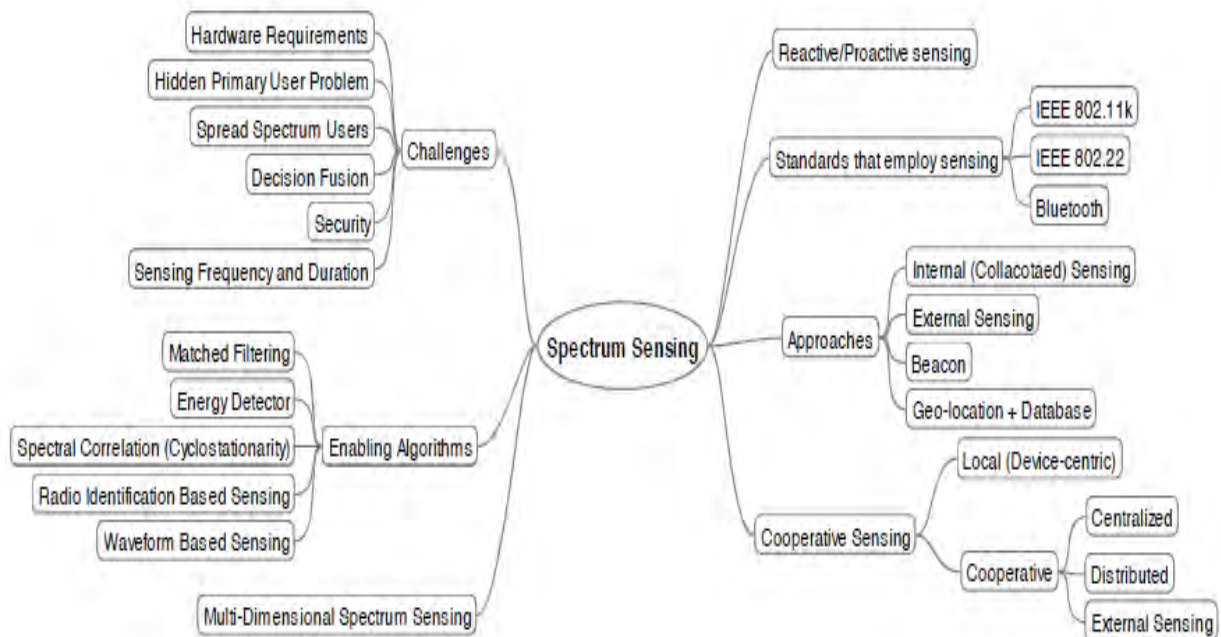 Hardware Requirements
Hidden Primary User Problem
Spread Spectrum Users
Decision Fusion
Security
Sensing Frequency and Duration
Challenges
Matched Filtering
Energy Detector
Spectral Correlation (Cyclostationarity)
Radio Identification Based Sensing
Waveform Based Sensing
Enabling Algorithms
Multi-Dimensional Spectrum Sensing
Spectrum Sensing
Reactive/Proactive sensing
Standards that employ sensing
IEEE 802.11k
IEEE 802.22
Bluetooth
Approaches
Internal (Collacotaed) Sensing
External Sensing
Beacon
Geo-location + Database
Cooperative Sensing
Local (Device-centric)
Cooperative
Centralized
Distributed
External Sensing